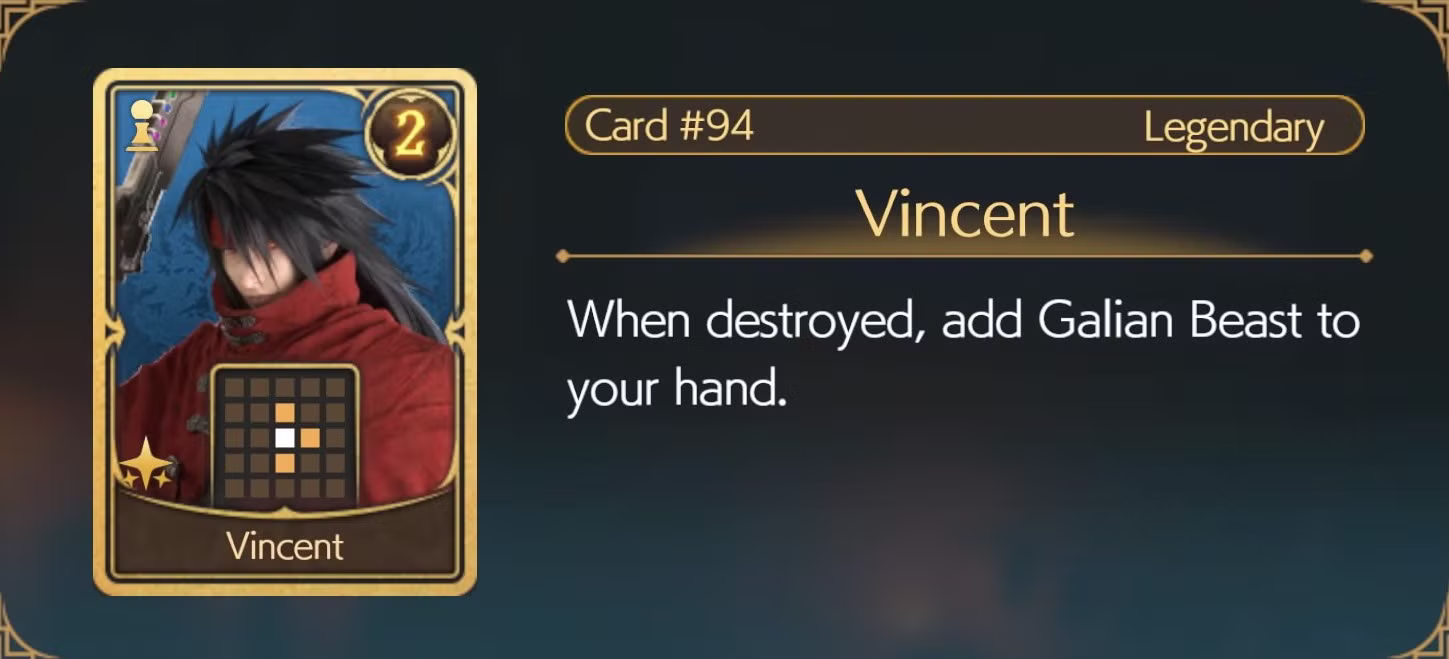 2
Vincent
Card #94
Legendary
Vincent
When destroyed, add Galian Beast to
your hand.